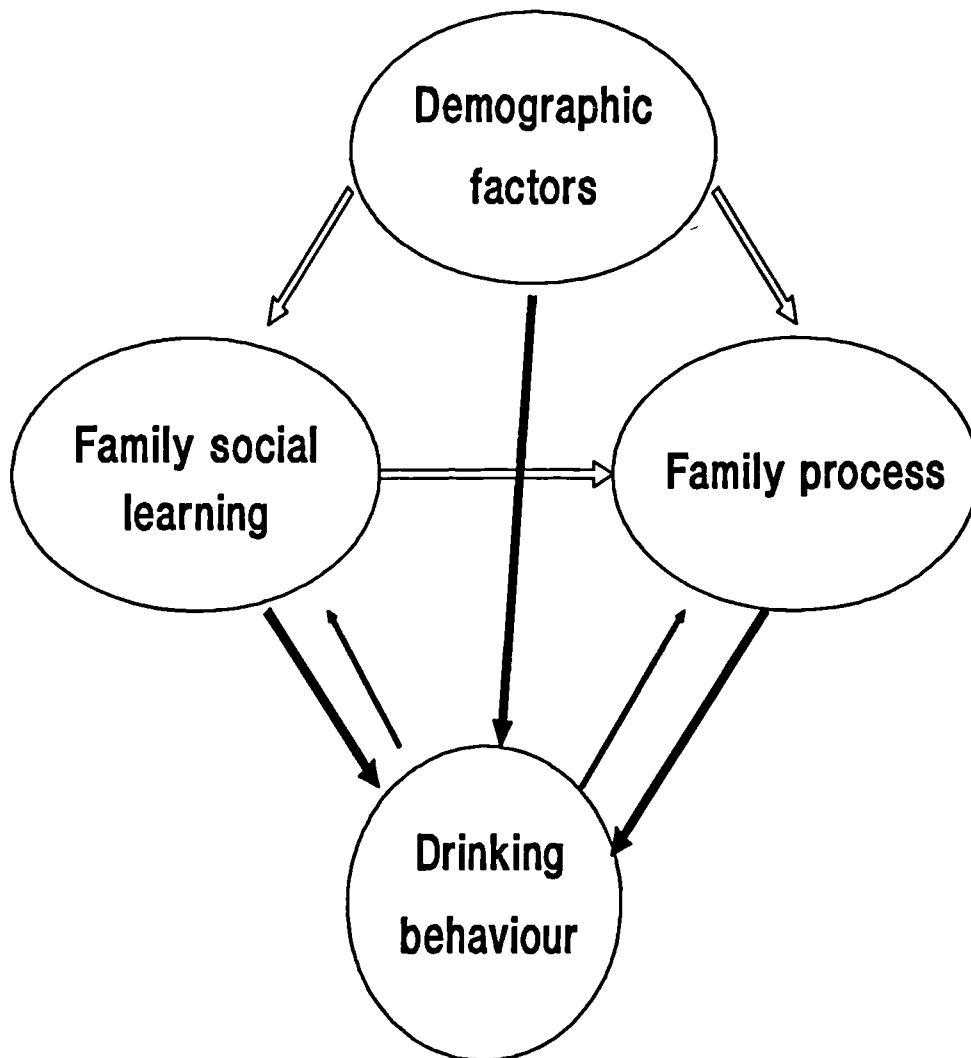 Demographic
factors
Family social
learning
Family process
Drinking
behaviour